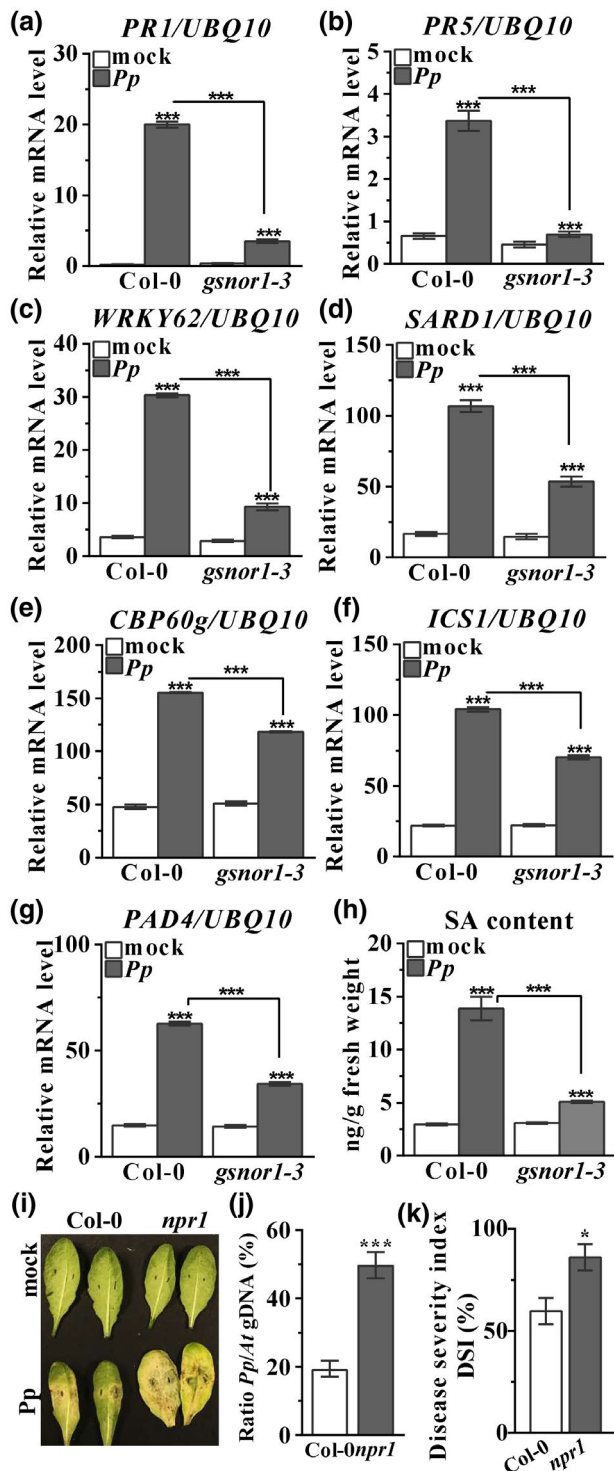 (a) PR1/UBQ10
mock
Pp
Relative mRNA level
30
20
10
0
***
***
***
Col-0 gsnor1-3
(b) PR5/UBQ10
mock
Pp
Relative mRNA level
5
4
3
2
1
0
***
***
***
Col-0 gsnor1-3
(c) WRKY62/UBQ10
mock
Pp
Relative mRNA level
40
30
20
10
0
***
***
***
Col-0 gsnor1-3
(d) SARD1/UBQ10
mock
Pp
Relative mRNA level
150
100
50
0
***
***
***
Col-0 gsnor1-3
(e) CBP60g/UBQ10
mock
Pp
Relative mRNA level
200
150
100
50
0
***
***
***
Col-0 gsnor1-3
(f) ICS1/UBQ10
mock
Pp
Relative mRNA level
150
100
50
0
***
***
***
Col-0 gsnor1-3
(g) PAD4/UBQ10
mock
Pp
Relative mRNA level
100
50
0
***
***
***
Col-0 gsnor1-3
(h) SA content
mock
Pp
ng/g fresh weight
20
15
10
5
0
***
***
***
Col-0 gsnor1-3
(i)
Col-0 npr1
mock
Pp
(j)
Ratio Pp/At gDNA (%)
60
40
20
0
***
Col-0npr1
(k)
Disease severity index
DSI (%)
100
50
0
*
Col-0
npr1